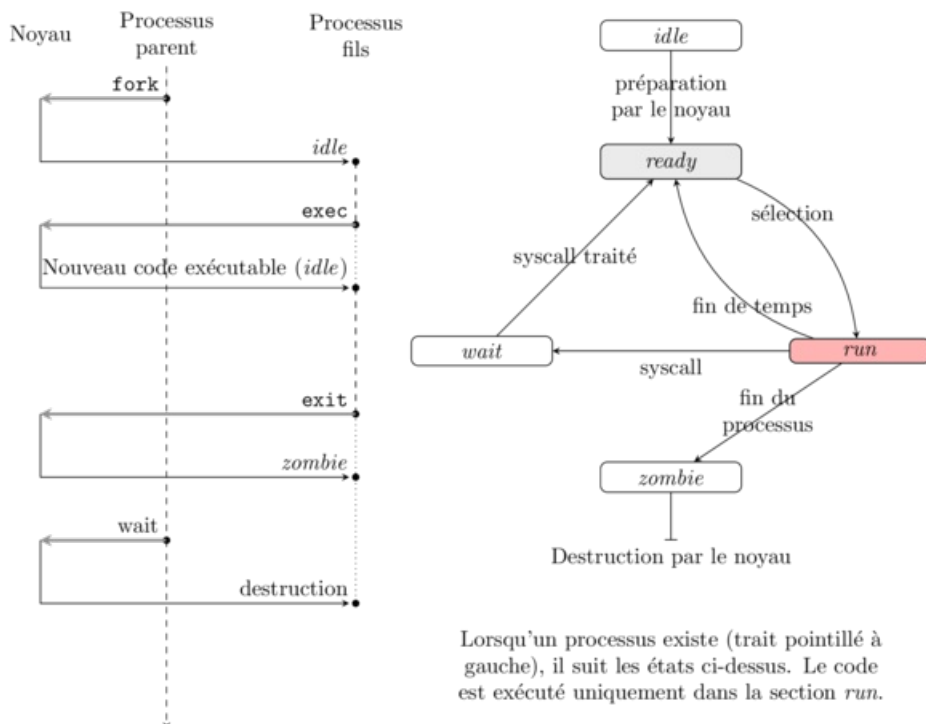 Noyau
Processus
parent
Processus
fils
fork
idle
exec
Nouveau code exécutable (idle)
exit
zombie
wait
destruction
idle
préparation
par le noyau
ready
sélection
syscall traité
fin de temps
wait
run
syscall
fin du
processus
zombie
Destruction par le noyau
Lorsqu'un processus existe (trait pointillé à
gauche), il suit les états ci-dessus. Le code
est exécuté uniquement dans la section run.